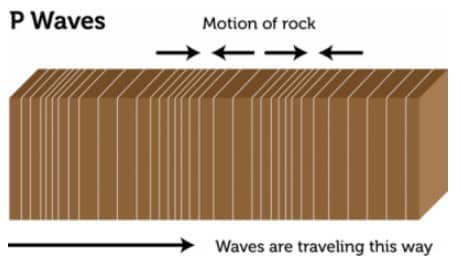 P Waves
Motion of rock
Waves are traveling this way